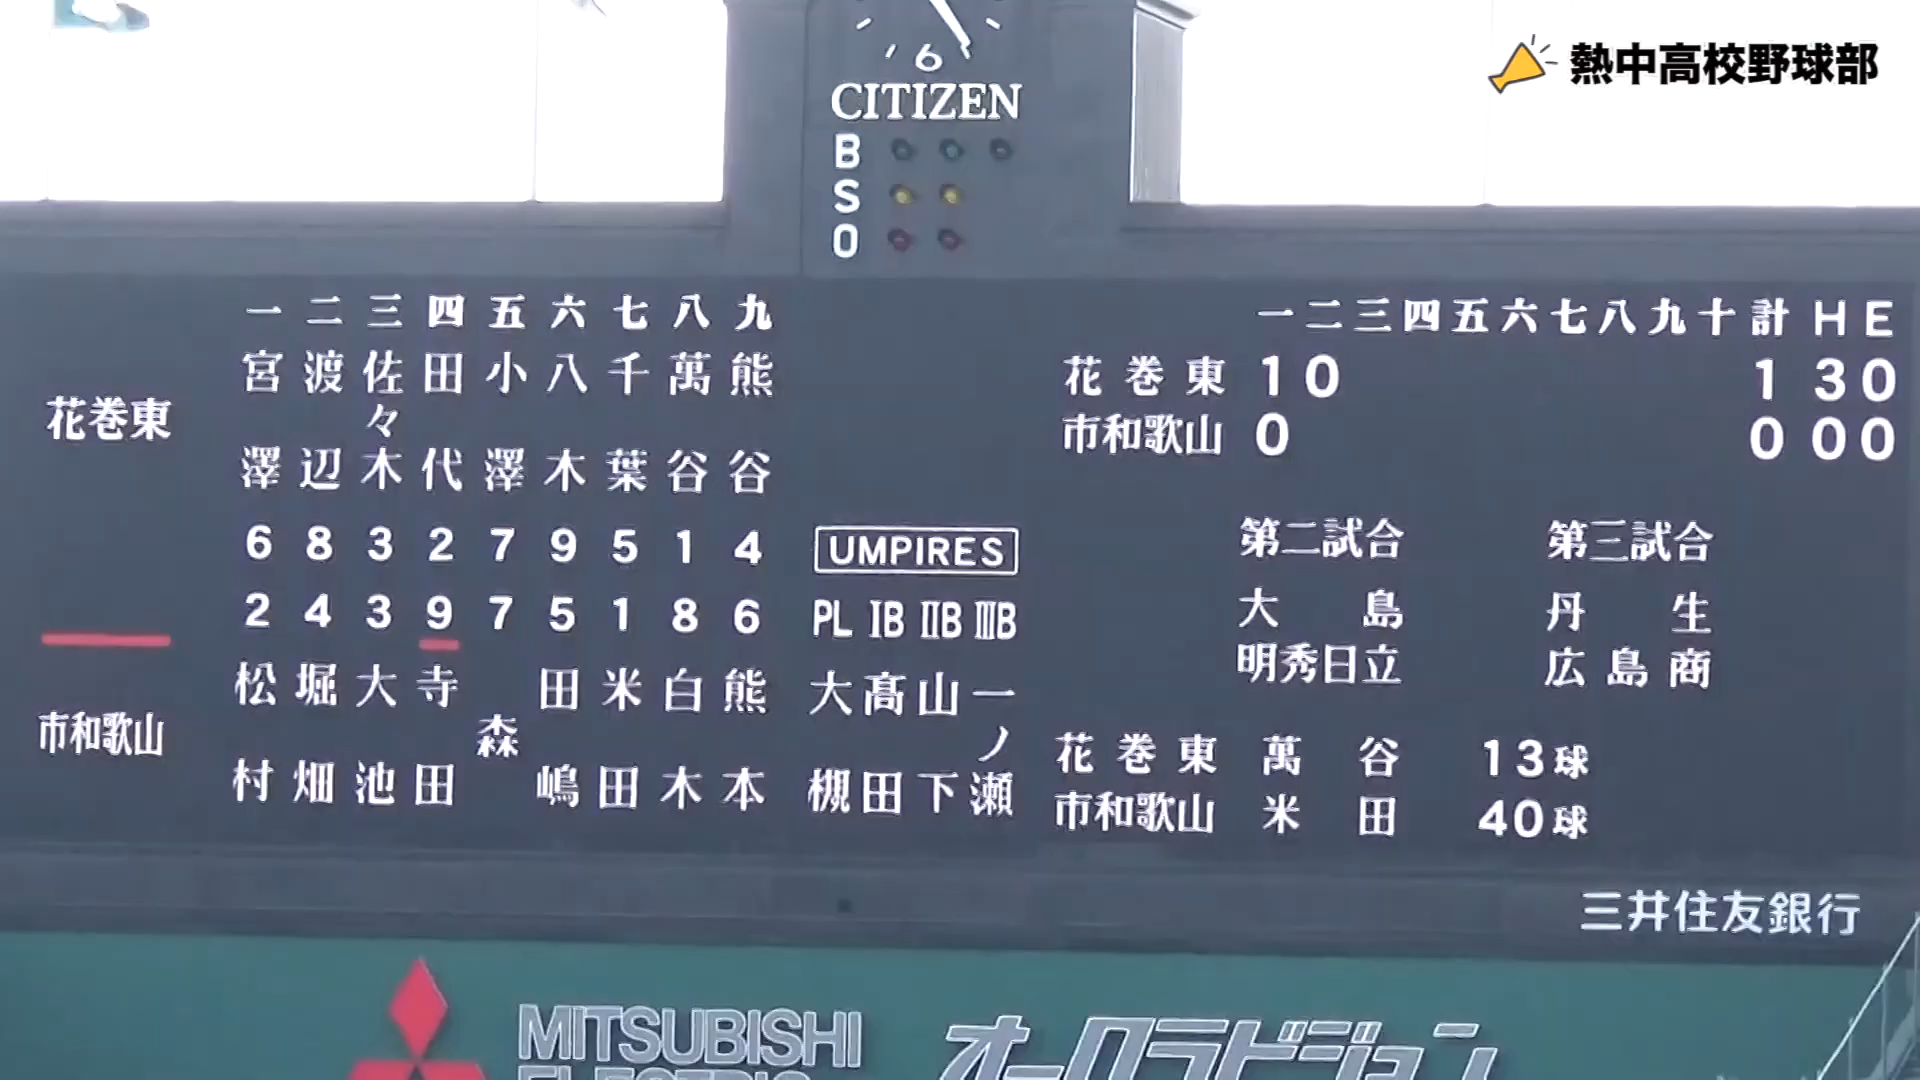 熱中高校野球部
6
CITIZEN
B
S
O
一 二 三 四 五 六 七 八 九
花巻東
宮澤 渡辺 佐々木 田代 小澤 八木 千葉 萬谷 熊谷
6 8 3 2 7 9 5 1 4
2 4 3 9 7 5 1 8 6
市和歌山
松村 堀畑 大池 寺田 森 田嶋 米田 白木 熊本
UMPIRES
PL ⅠB ⅡB ⅢB
大槻 髙田 山下 一ノ瀬
一 二 三 四 五 六 七 八 九 十 計 H E
花巻東 1 0 1 3 0
市和歌山 0 0 0 0
第二試合 第三試合
大島 丹生
明秀日立 広島商
花巻東 萬谷 13球
市和歌山 米田 40球
三井住友銀行
MITSUBISHI
ELECTRIC
オーロラビジョン